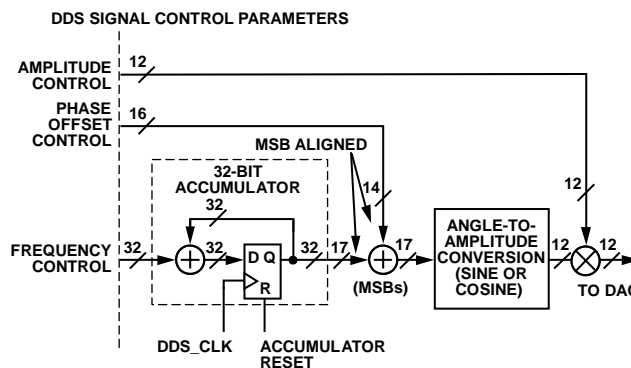 DDS SIGNAL CONTROL PARAMETERS
AMPLITUDE
CONTROL
12
PHASE
OFFSET
CONTROL
16
MSB ALIGNED
32-BIT
ACCUMULATOR
14
12
32
FREQUENCY
CONTROL
32
32
D Q
R
32
17
17
(MSBs)
ANGLE-TO-
AMPLITUDE
CONVERSION
(SINE OR
COSINE)
12
12
TO DAC
DDS_CLK
ACCUMULATOR
RESET